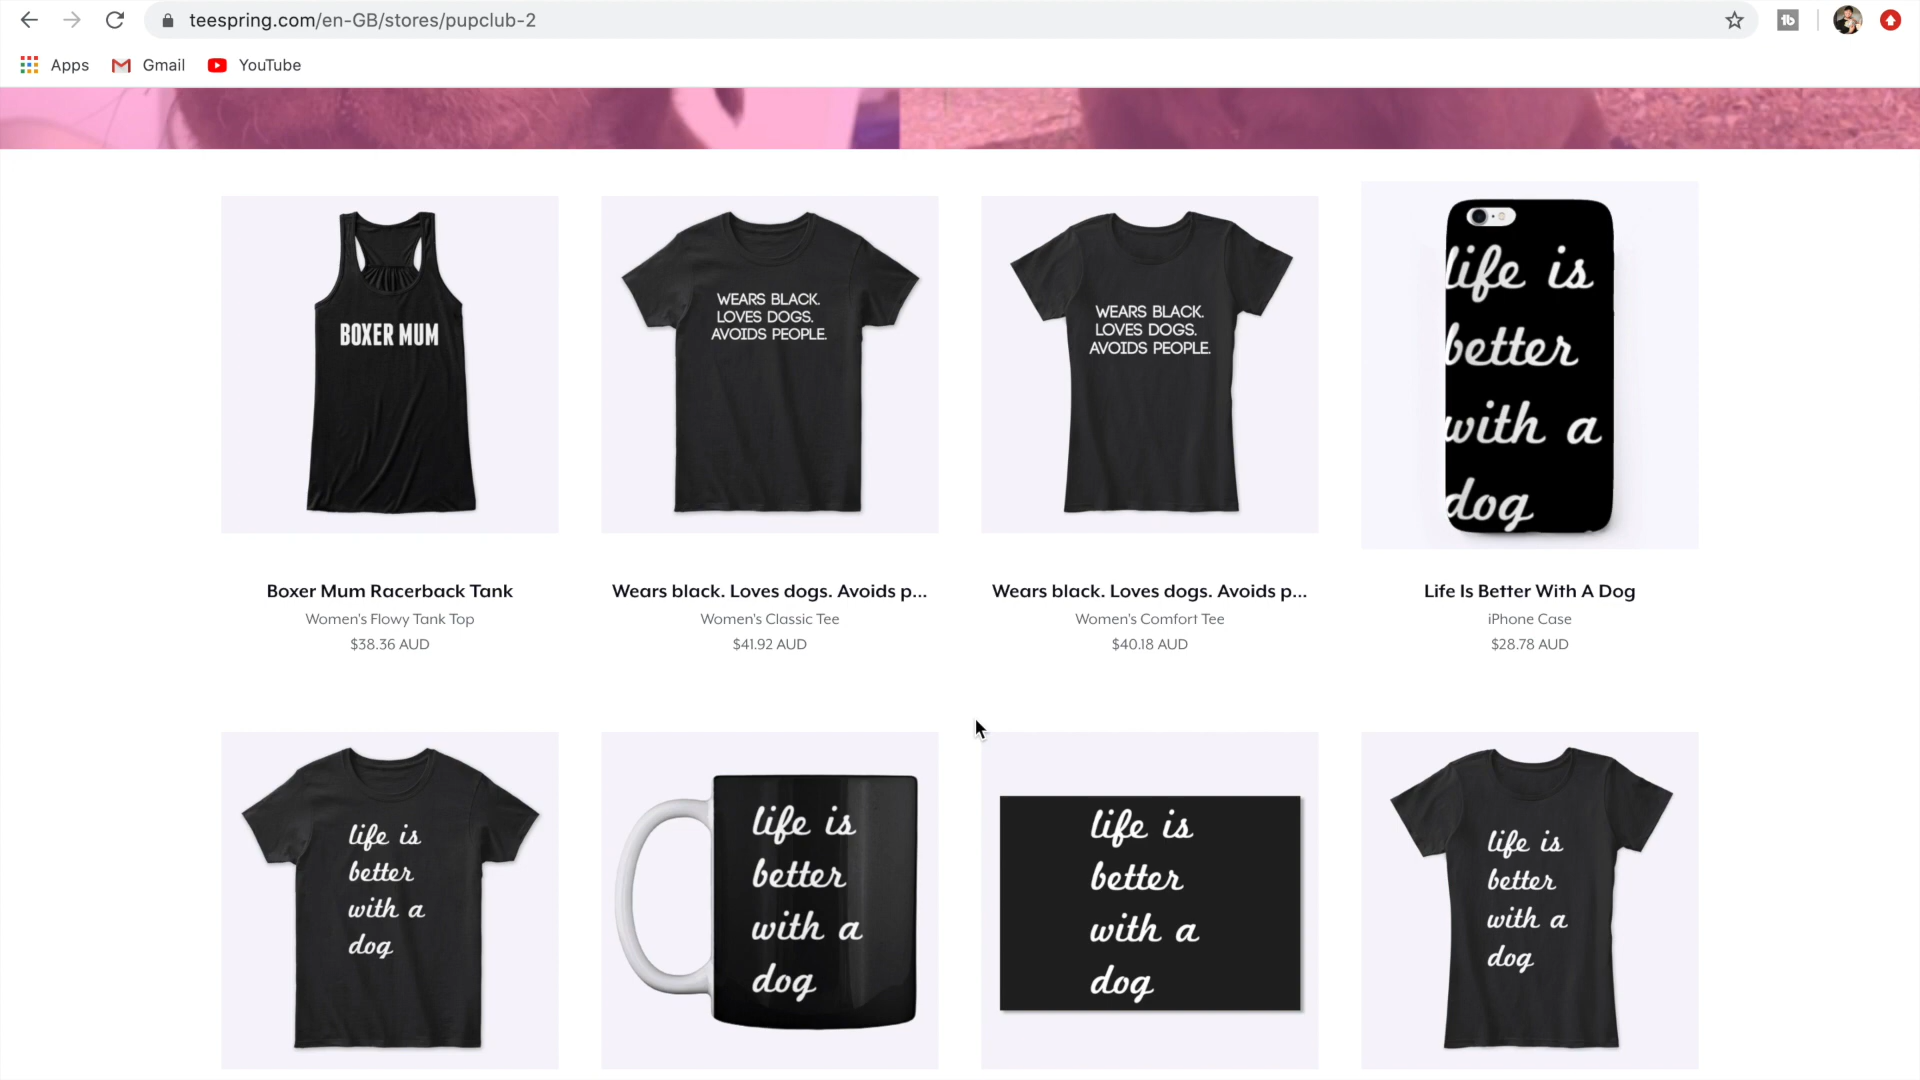 teespring.com/en-GB/stores/pupclub-2
Apps Gmail YouTube
BOXER MUM
WEARS BLACK.
LOVES DOGS.
AVOIDS PEOPLE.
WEARS BLACK.
LOVES DOGS.
AVOIDS PEOPLE.
life is
better
with a
dog
Boxer Mum Racerback Tank
Women's Flowy Tank Top
$38.36 AUD
Wears black. Loves dogs. Avoids p...
Women's Classic Tee
$41.92 AUD
Wears black. Loves dogs. Avoids p...
Women's Comfort Tee
$40.18 AUD
Life Is Better With A Dog
iPhone Case
$28.78 AUD
life is
better
with a
dog
life is
better
with a
dog
life is
better
with a
dog
life is
better
with a
dog